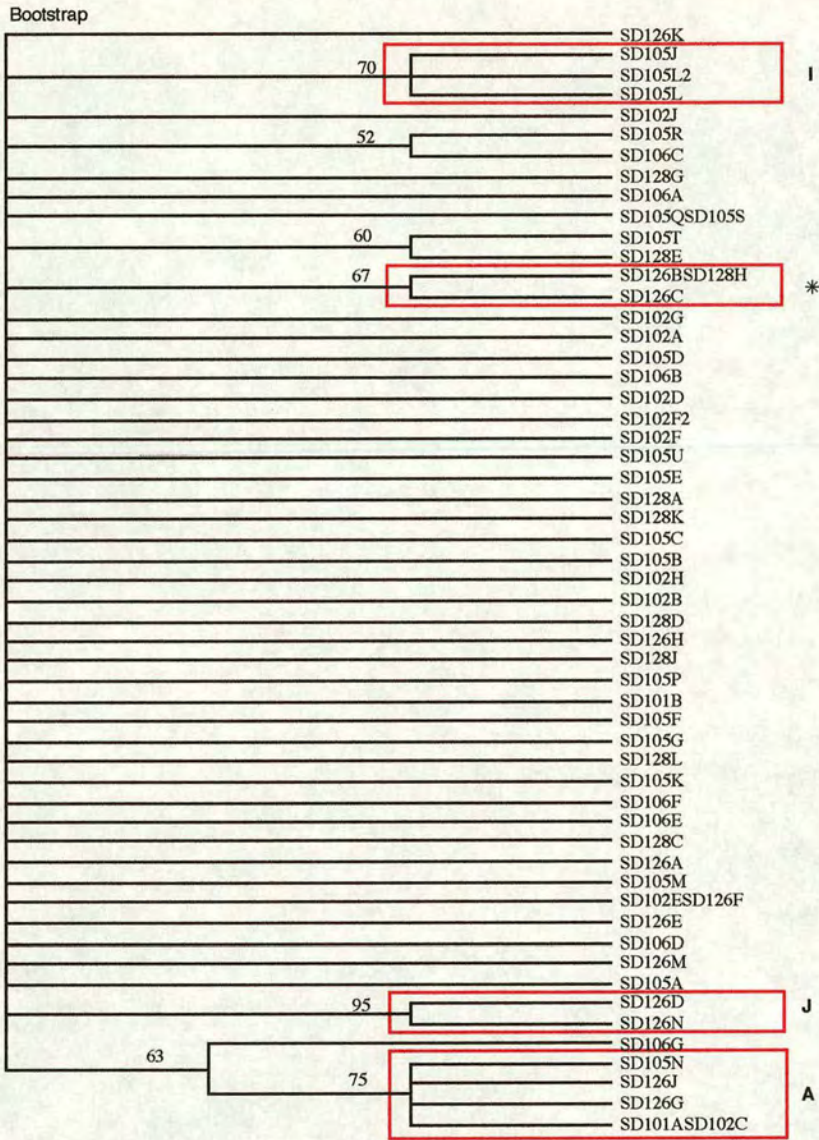 Bootstrap
SD126K
SD105J
70
SD105L2
I
SD105L
SD102J
SD105R
52
SD106C
SD128G
SD106A
SD105QSD105S
SD105T
60
SD128E
SD126BSD128H
67
*
SD126C
SD102G
SD102A
SD105D
SD106B
SD102D
SD102F2
SD102F
SD105U
SD105E
SD128A
SD128K
SD105C
SD105B
SD102H
SD102B
SD128D
SD126H
SD128J
SD105P
SD101B
SD105F
SD105G
SD128L
SD105K
SD106F
SD106E
SD128C
SD126A
SD105M
SD102ESD126F
SD126E
SD106D
SD126M
SD105A
SD126D
95
J
SD126N
SD106G
63
SD105N
SD126J
75
A
SD126G
SD101ASD102C